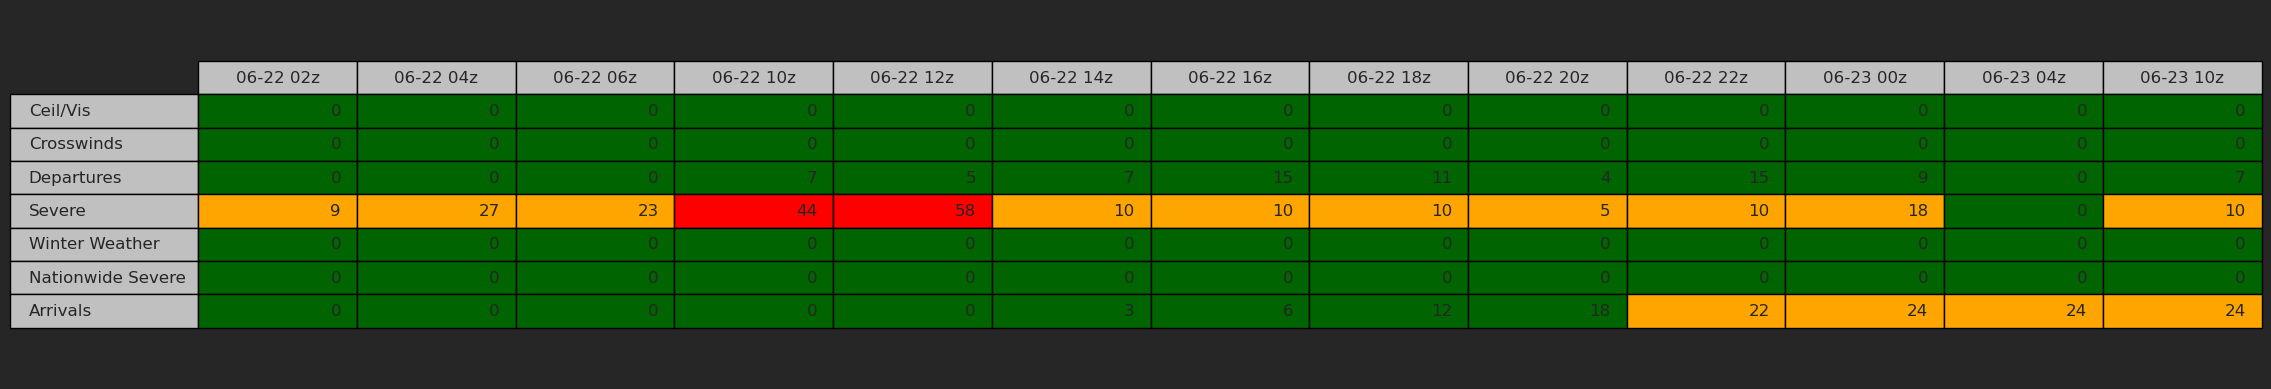 06-22 02z 06-22 04z 06-22 06z 06-22 10z 06-22 12z 06-22 14z 06-22 16z 06-22 18z 06-22 20z 06-22 22z 06-23 00z 06-23 04z 06-23 10z
Ceil/Vis 0 0 0 0 0 0 0 0 0 0 0 0 0
Crosswinds 0 0 0 0 0 0 0 0 0 0 0 0 0
Departures 0 0 0 7 5 7 15 11 4 15 9 0 7
Severe 9 27 23 44 58 10 10 10 5 10 18 0 10
Winter Weather 0 0 0 0 0 0 0 0 0 0 0 0 0
Nationwide Severe 0 0 0 0 0 0 0 0 0 0 0 0 0
Arrivals 0 0 0 0 0 3 6 12 18 22 24 24 24